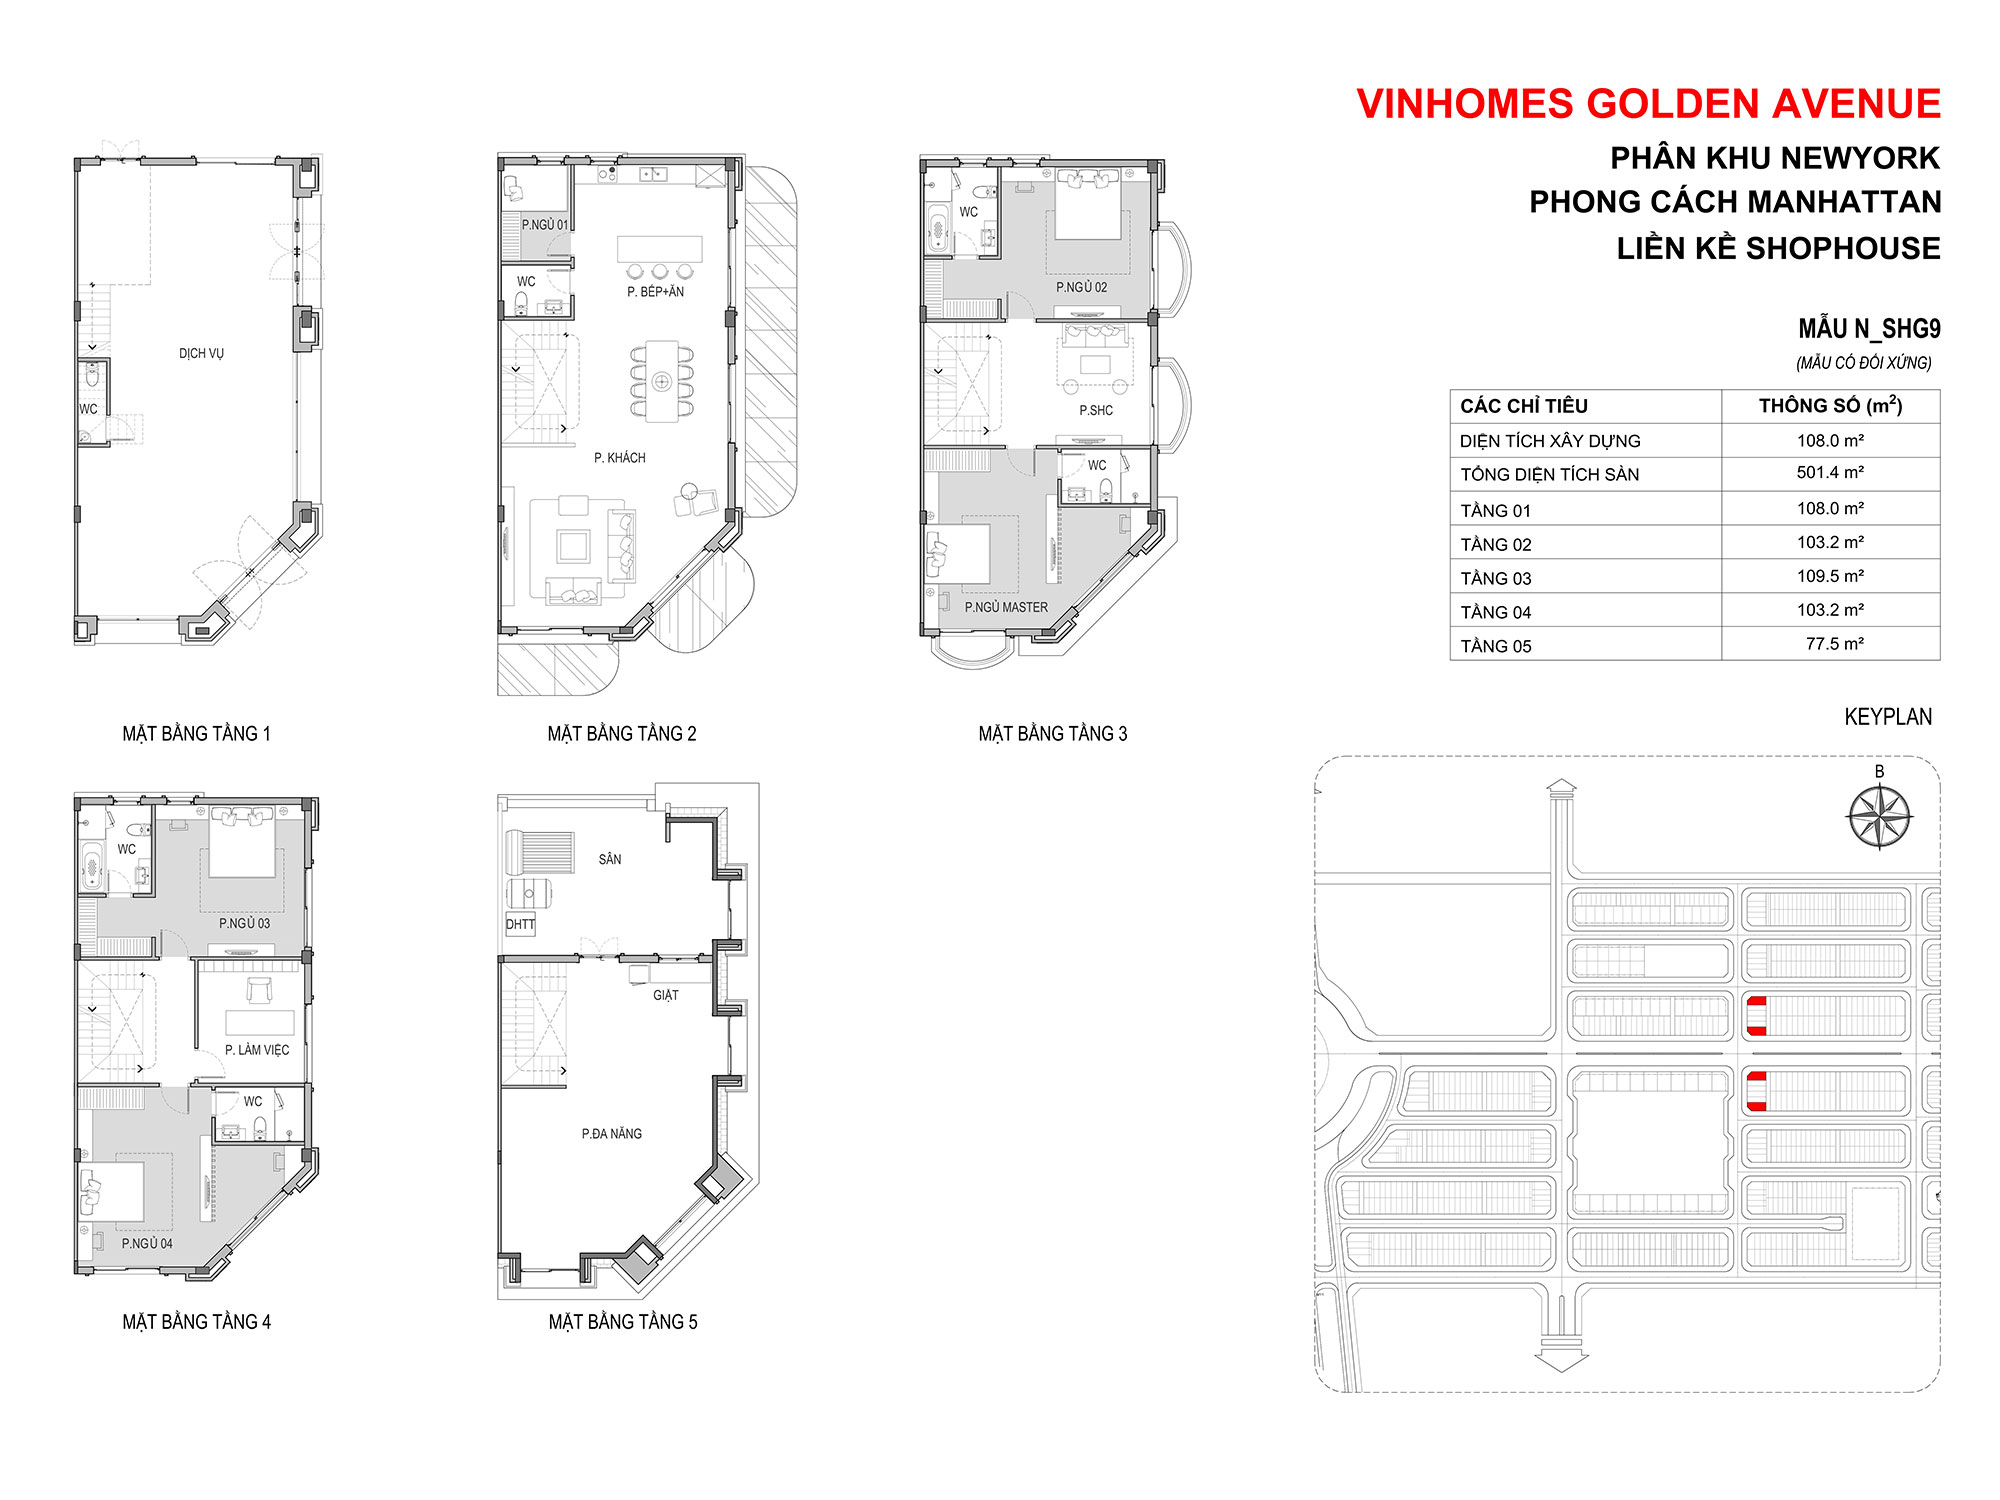 VINHOMES GOLDEN AVENUE
PHÂN KHU NEWYORK
PHONG CÁCH MANHATTAN
LIỀN KỀ SHOPHOUSE
MẪU N_SHG9
(MẪU CÓ ĐỐI XỨNG)
CÁC CHỈ TIÊU THÔNG SỐ (m²)
DIỆN TÍCH XÂY DỰNG 108.0 m²
TỔNG DIỆN TÍCH SÀN 501.4 m²
TẦNG 01 108.0 m²
TẦNG 02 103.2 m²
TẦNG 03 109.5 m²
TẦNG 04 103.2 m²
TẦNG 05 77.5 m²
DỊCH VỤ
WC
MẶT BẰNG TẦNG 1
P.NGỦ 01
WC
P. BẾP+ĂN
P. KHÁCH
MẶT BẰNG TẦNG 2
WC
P.NGỦ 02
P.SHC
WC
P.NGỦ MASTER
MẶT BẰNG TẦNG 3
WC
P.NGỦ 03
P. LÀM VIỆC
WC
P.NGỦ 04
MẶT BẰNG TẦNG 4
SÂN
DHTT
GIẶT
P.ĐA NĂNG
MẶT BẰNG TẦNG 5
KEYPLAN
B